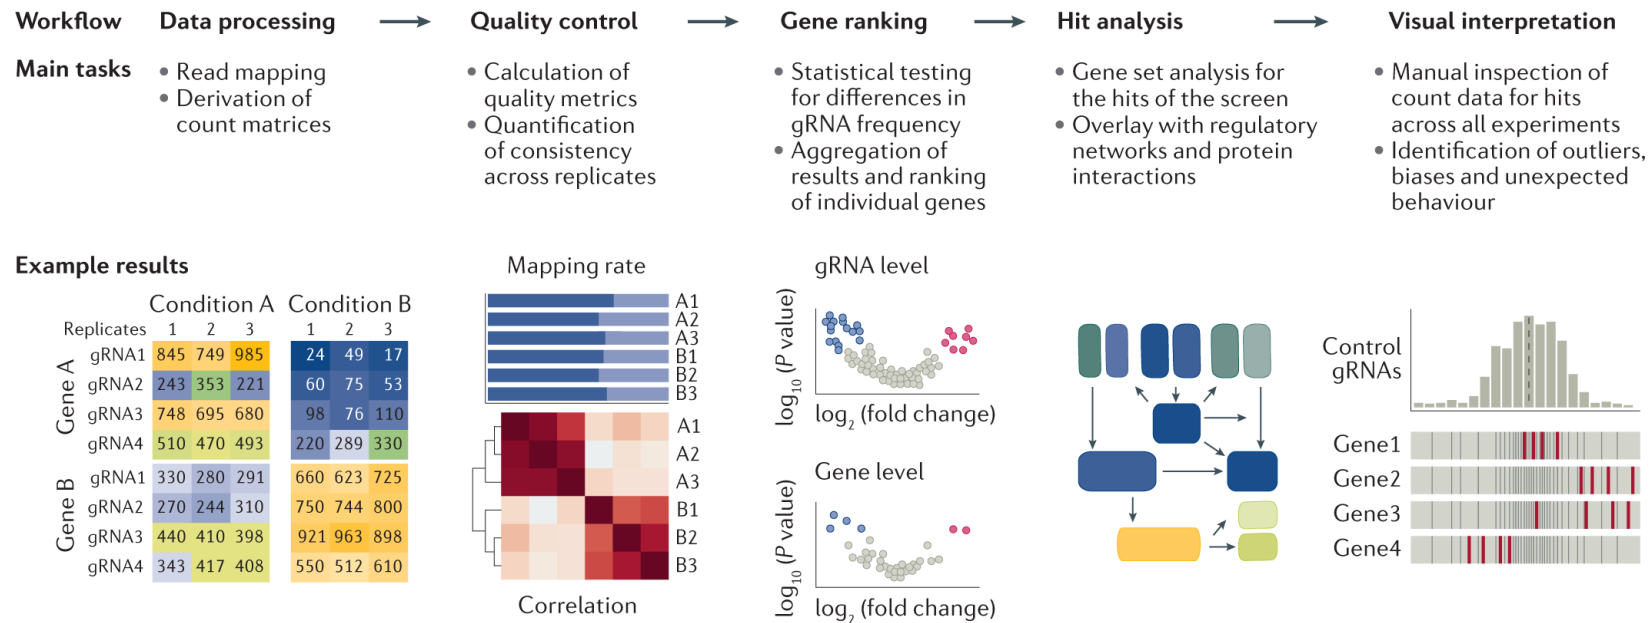 Workflow Data processing Quality control Gene ranking Hit analysis Visual interpretation
Main tasks
• Read mapping
• Derivation of
count matrices
• Calculation of
quality metrics
• Quantification
of consistency
across replicates
• Statistical testing
for differences in
gRNA frequency
• Aggregation of
results and ranking
of individual genes
• Gene set analysis for
the hits of the screen
• Overlay with regulatory
networks and protein
interactions
• Manual inspection of
count data for hits
across all experiments
• Identification of outliers,
biases and unexpected
behaviour
Example results
Condition A Condition B
Replicates 1 2 3 1 2 3
Gene A
gRNA1 845 749 985 24 49 17
gRNA2 243 353 221 60 75 53
gRNA3 748 695 680 98 76 110
gRNA4 510 470 493 220 289 330
Gene B
gRNA1 330 280 291 660 623 725
gRNA2 270 244 310 750 744 800
gRNA3 440 410 398 921 963 898
gRNA4 343 417 408 550 512 610
Mapping rate
A1
A2
A3
B1
B2
B3
A1
A2
A3
B1
B2
B3
Correlation
gRNA level
log10 (P value)
log2 (fold change)
Gene level
log10 (P value)
log2 (fold change)
Control
gRNAs
Gene1
Gene2
Gene3
Gene4